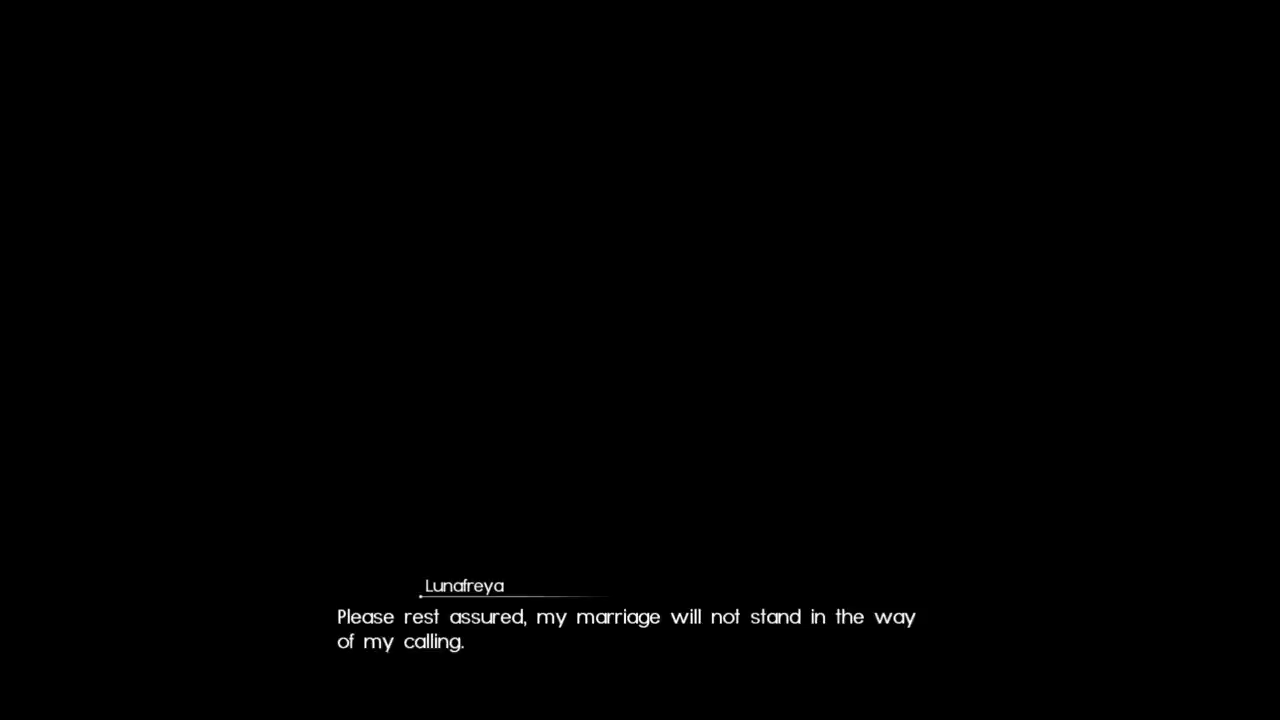 Lunafreya
Please rest assured, my marriage will not stand in the way
of my calling.